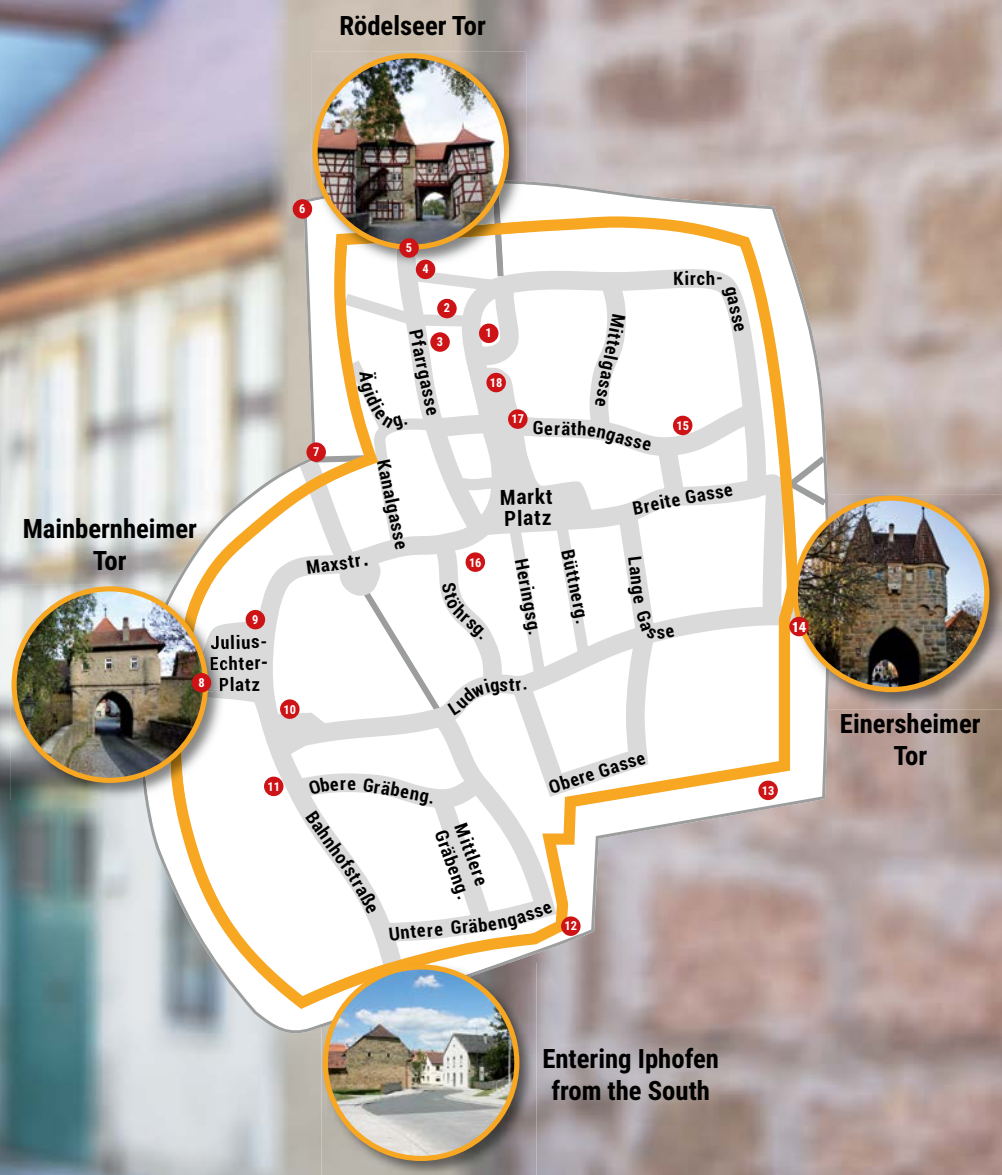 Rödelseer Tor
6
5
4
2
1
3
18
17
15
7
Kirch-
gasse
Mittelgasse
Pfarrgasse
Ägidieng.
Geräthengasse
Kanalgasse
Markt
Platz
Breite Gasse
Mainbernheimer
Tor
Maxstr.
16
Stöhrsg.
Heringsg.
Büttnerg.
Lange Gasse
9
Julius-
Echter-
Platz
8
14
Ludwigstr.
10
Einersheimer
Tor
11
Obere Gräbeng.
Obere Gasse
13
Bahnhofstraße
Mittlere
Gräbeng.
Untere Gräbengasse
12
Entering Iphofen
from the South